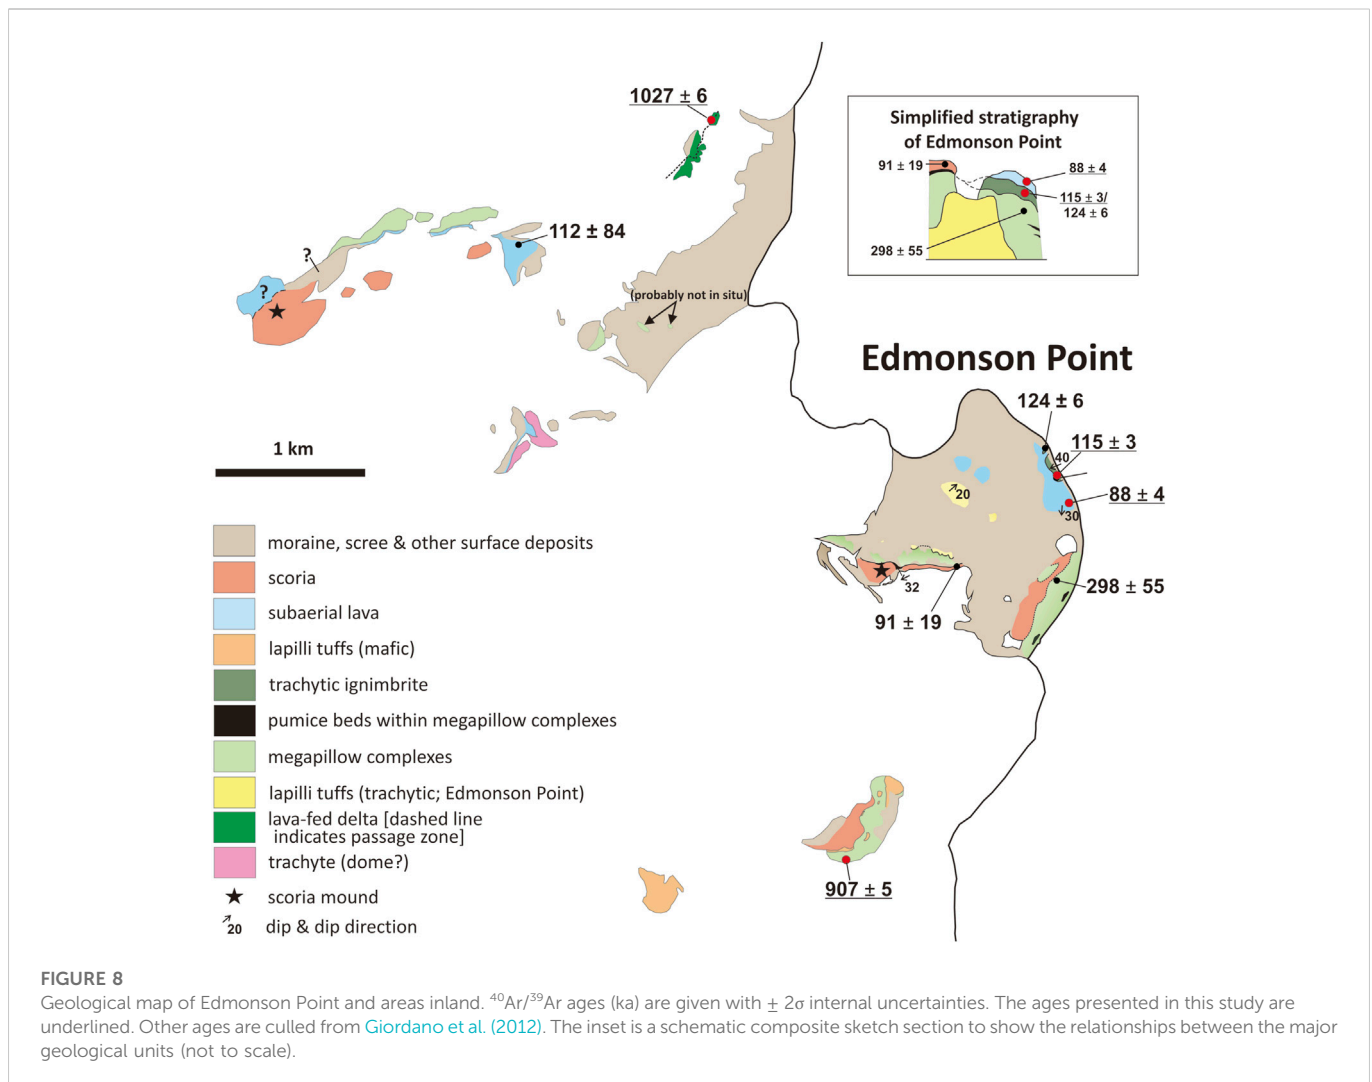 1027 ± 6
Simplified stratigraphy
of Edmonson Point
91 ± 19
88 ± 4
115 ± 3/
124 ± 6
298 ± 55
112 ± 84
?
?
(probably not in situ)
Edmonson Point
124 ± 6
40
115 ± 3
20
88 ± 4
30
1 km
32
298 ± 55
91 ± 19
moraine, scree & other surface deposits
scoria
subaerial lava
lapilli tuffs (mafic)
trachytic ignimbrite
pumice beds within megapillow complexes
megapillow complexes
lapilli tuffs (trachytic; Edmonson Point)
lava-fed delta [dashed line
indicates passage zone]
trachyte (dome?)
scoria mound
20 dip & dip direction
907 ± 5
FIGURE 8
Geological map of Edmonson Point and areas inland. ⁴⁰Ar/³⁹Ar ages (ka) are given with ± 2σ internal uncertainties. The ages presented in this study are
underlined. Other ages are culled from Giordano et al. (2012). The inset is a schematic composite sketch section to show the relationships between the major
geological units (not to scale).